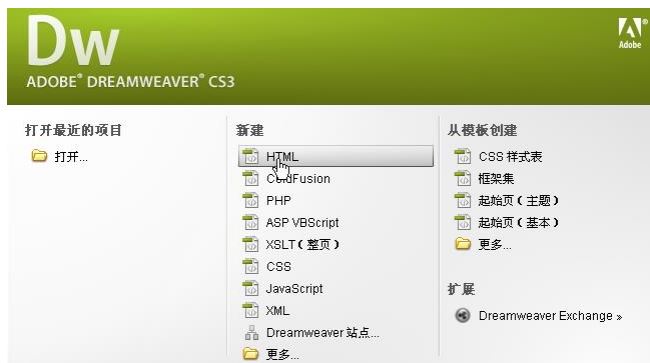 Dw
Adobe
ADOBE® DREAMWEAVER® CS3
打开最近的项目
打开...
新建
HTML
ColdFusion
PHP
ASP VBScript
XSLT（整页）
CSS
JavaScript
XML
Dreamweaver 站点...
更多...
从模板创建
CSS 样式表
框架集
起始页（主题）
起始页（基本）
更多...
扩展
Dreamweaver Exchange »